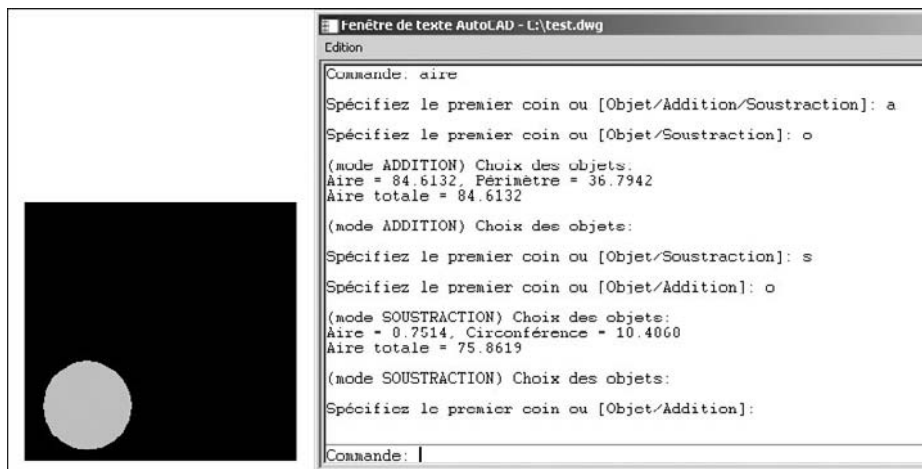 Fenêtre de texte AutoCAD - C:\test.dwg
Edition
Commande: aire
Spécifiez le premier coin ou [Objet/Addition/Soustraction]: a
Spécifiez le premier coin ou [Objet/Soustraction]: o
(mode ADDITION) Choix des objets:
Aire = 84.6132, Périmètre = 36.7942
Aire totale = 84.6132
(mode ADDITION) Choix des objets:
Spécifiez le premier coin ou [Objet/Soustraction]: s
Spécifiez le premier coin ou [Objet/Addition]: o
(mode SOUSTRACTION) Choix des objets:
Aire = 8.7514, Circonférence = 10.4868
Aire totale = 75.8619
(mode SOUSTRACTION) Choix des objets:
Spécifiez le premier coin ou [Objet/Addition]:
Commande: